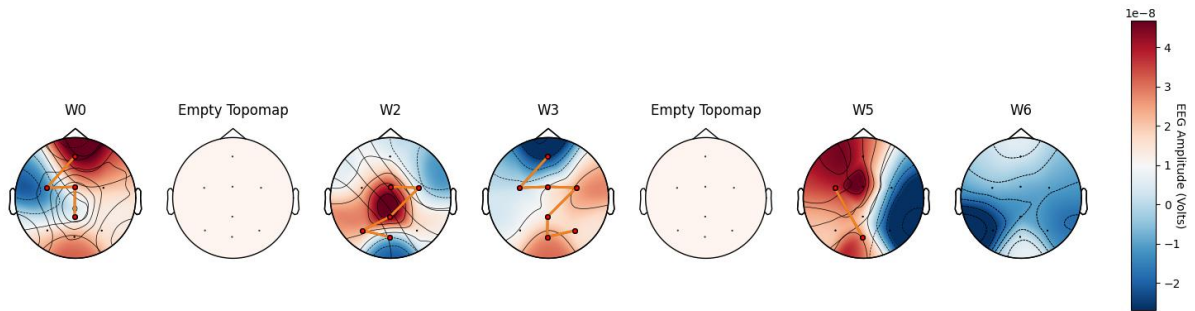 1e−8
W0
Empty Topomap
W2
W3
Empty Topomap
W5
W6
4
3
2
1
0
−1
−2
EEG Amplitude (Volts)